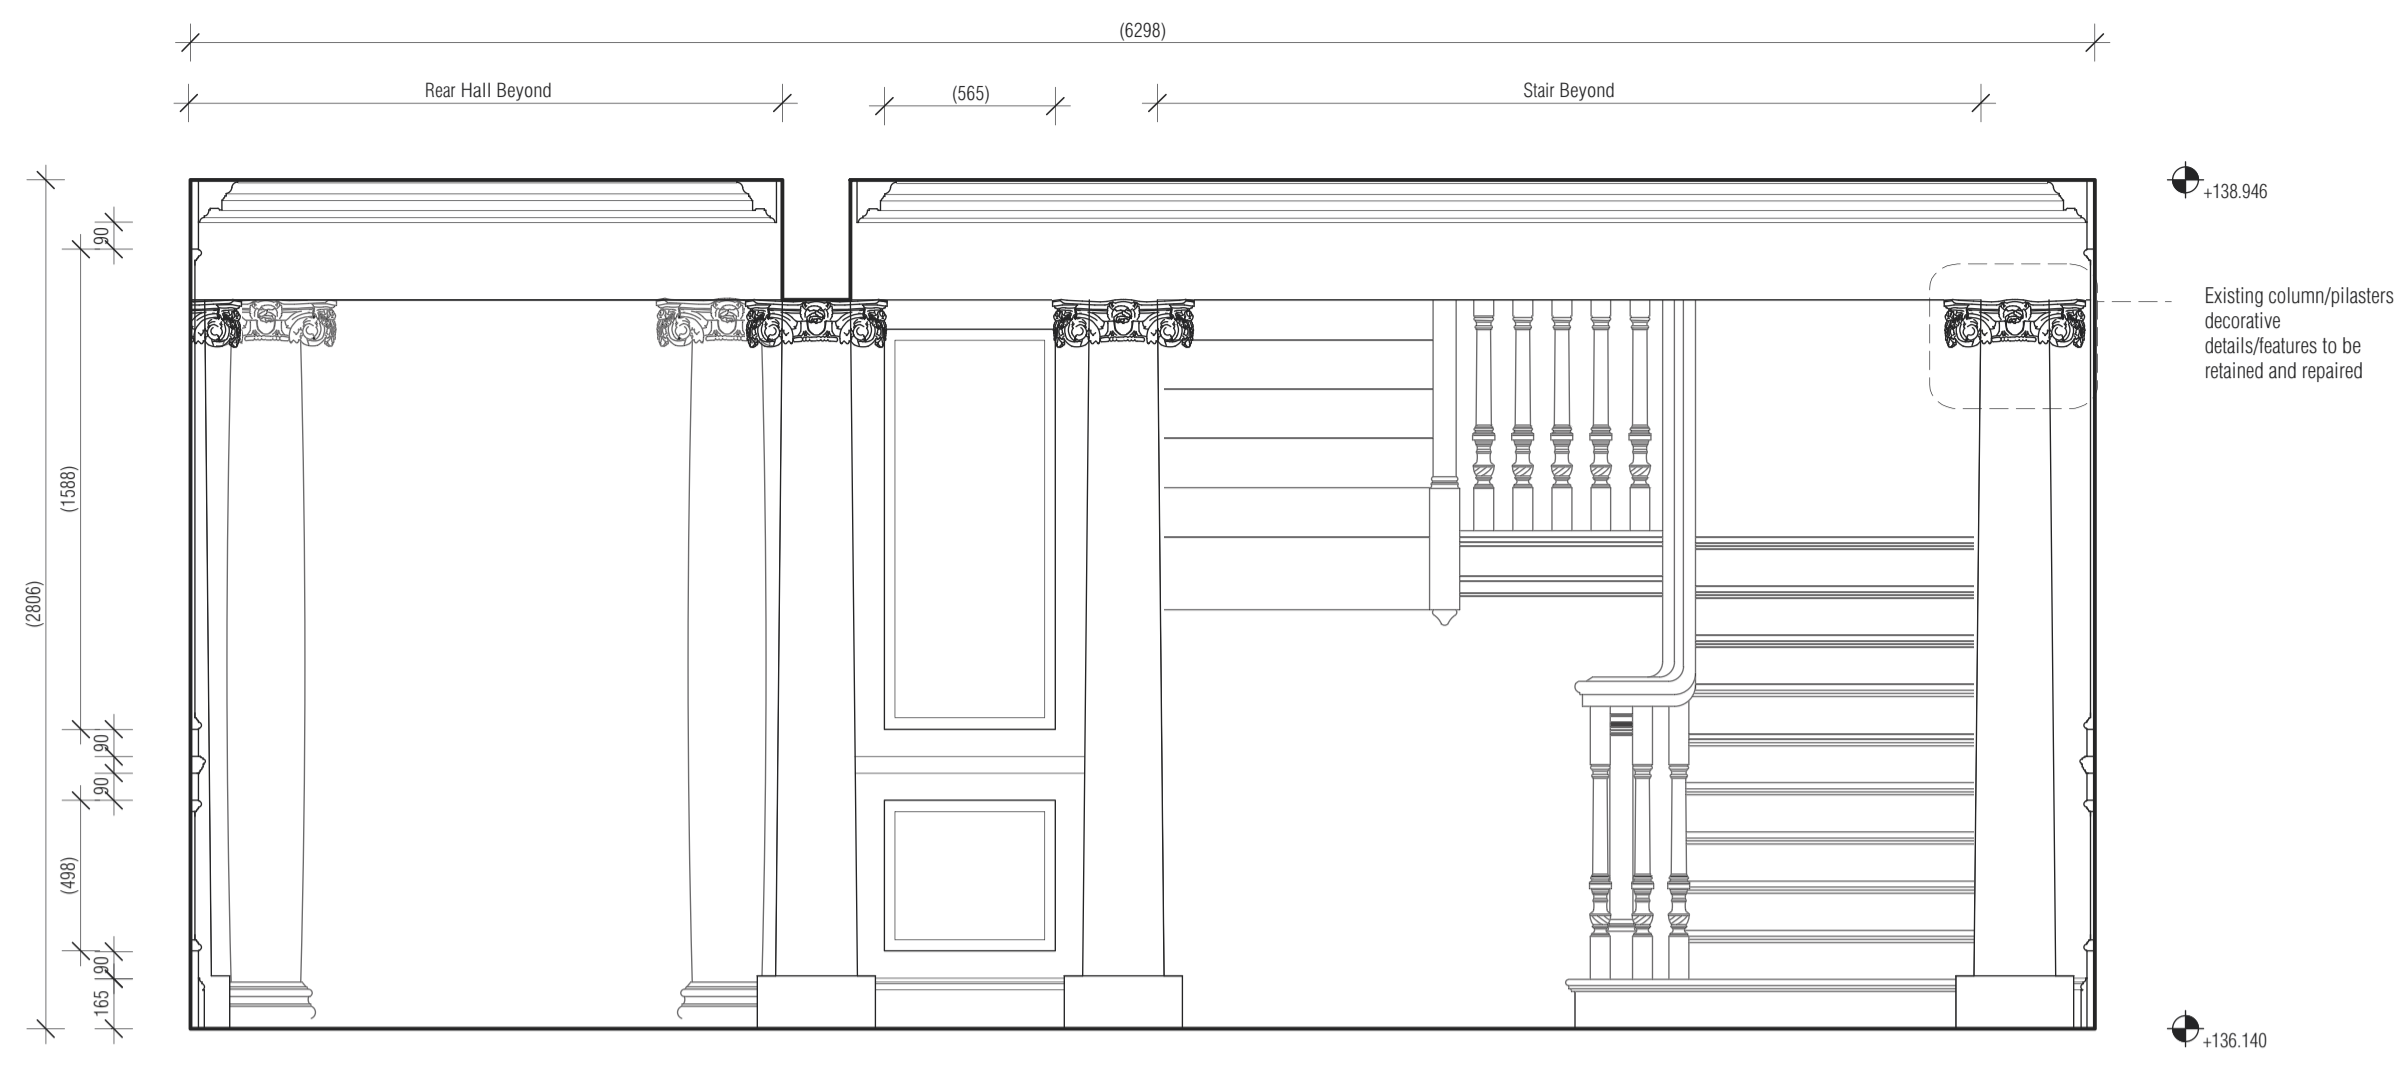 (6298)
Rear Hall Beyond
(565)
Stair Beyond
+138.946
90
Existing column/pilasters
decorative
details/features to be
retained and repaired
(1588)
(2806)
90
90
(498)
90
165
+136.140